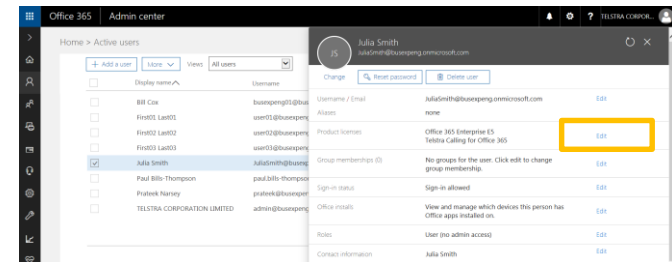 Office 365 Admin center
? TELSTRA CORPOR...
Home > Active users
+ Add a user
More
Views
All users
Display name
Username
Bill Cox
busexpeng01@bus
First01 Last01
user01@busexpeng
First02 Last02
user02@busexpeng
First03 Last03
user03@busexpeng
Julia Smith
JuliaSmith@busexp
Paul Bills-Thompson
paul.bills-thompso
Prateek Narsey
prateek@busexper
TELSTRA CORPORATION LIMITED
admin@busexpeng
JS
Julia Smith
JuliaSmith@busexpeng.onmicrosoft.com
Change
Reset password
Delete user
Username / Email
JuliaSmith@busexpeng.onmicrosoft.com
Edit
Aliases
none
Product licenses
Office 365 Enterprise E5
Telstra Calling for Office 365
Edit
Group memberships (0)
No groups for the user. Click edit to change
group membership.
Edit
Sign-in status
Sign-in allowed
Edit
Office installs
View and manage which devices this person has
Office apps installed on.
Edit
Roles
User (no admin access)
Edit
Contact information
Julia Smith
Edit